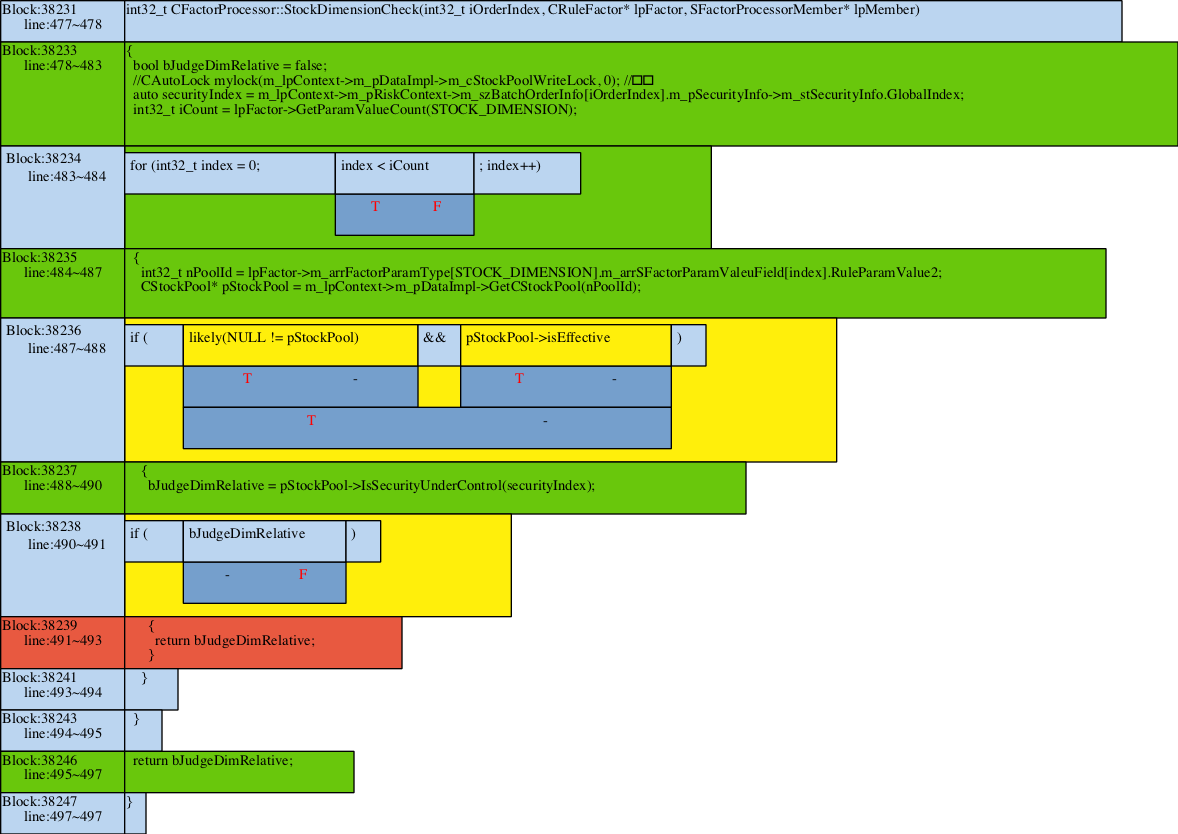 Block:38231
line:477~478
int32_t CFactorProcessor::StockDimensionCheck(int32_t iOrderIndex, CRuleFactor* lpFactor, SFactorProcessorMember* lpMember)
Block:38233
line:478~483
{
bool bJudgeDimRelative = false;
//CAutoLock mylock(m_lpContext->m_pDataImpl->m_cStockPoolWriteLock, 0); //□□
auto securityIndex = m_lpContext->m_pRiskContext->m_szBatchOrderInfo[iOrderIndex].m_pSecurityInfo->m_stSecurityInfo.GlobalIndex;
int32_t iCount = lpFactor->GetParamValueCount(STOCK_DIMENSION);
Block:38234
line:483~484
for (int32_t index = 0; index < iCount ; index++)
T F
Block:38235
line:484~487
{
int32_t nPoolId = lpFactor->m_arrFactorParamType[STOCK_DIMENSION].m_arrSFactorParamValeuField[index].RuleParamValue2;
CStockPool* pStockPool = m_lpContext->m_pDataImpl->GetCStockPool(nPoolId);
Block:38236
line:487~488
if ( likely(NULL != pStockPool) && pStockPool->isEffective )
T - T -
T -
Block:38237
line:488~490
{
bJudgeDimRelative = pStockPool->IsSecurityUnderControl(securityIndex);
Block:38238
line:490~491
if ( bJudgeDimRelative )
- F
Block:38239
line:491~493
{
return bJudgeDimRelative;
}
Block:38241
line:493~494
}
Block:38243
line:494~495
}
Block:38246
line:495~497
return bJudgeDimRelative;
Block:38247
line:497~497
}